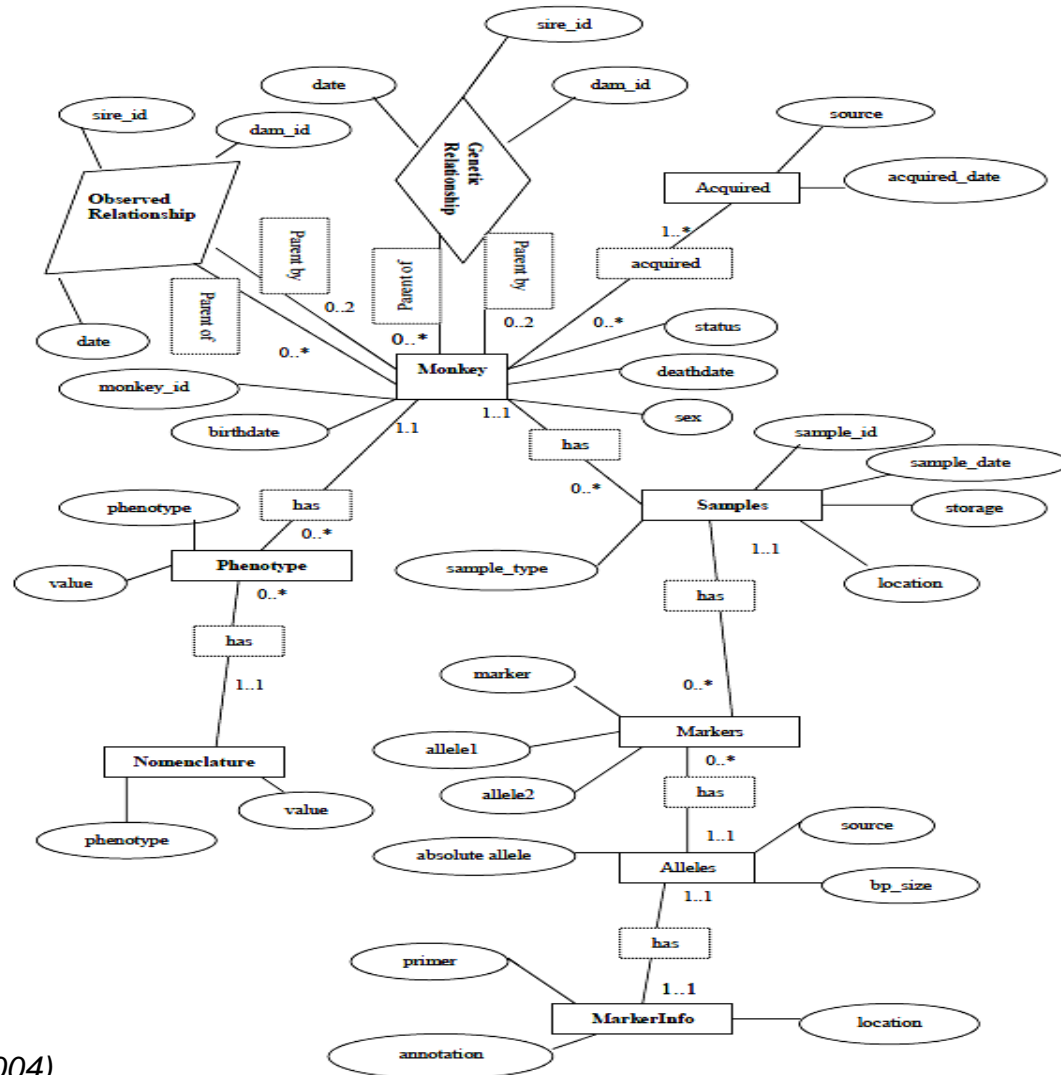 sire_id
date
dam_id
sire_id
dam_id
source
Genetic
Relationship
Observed
Relationship
Acquired
acquired_date
Parent by
Parent of
Parent by
1..*
acquired
Parent of
date
0..2
0..*
0..2
0..*
0..*
status
Monkey
deathdate
monkey_id
birthdate
1.1
1..1
sex
has
sample_id
sample_date
phenotype
has
0..*
0..*
Samples
storage
value
Phenotype
sample_type
1..1
location
0..*
has
has
1..1
marker
0..*
Markers
allele1
0..*
Nomenclature
allele2
has
value
phenotype
1..1
source
absolute allele
Alleles
bp_size
1..1
has
primer
1..1
MarkerInfo
location
annotation
004)